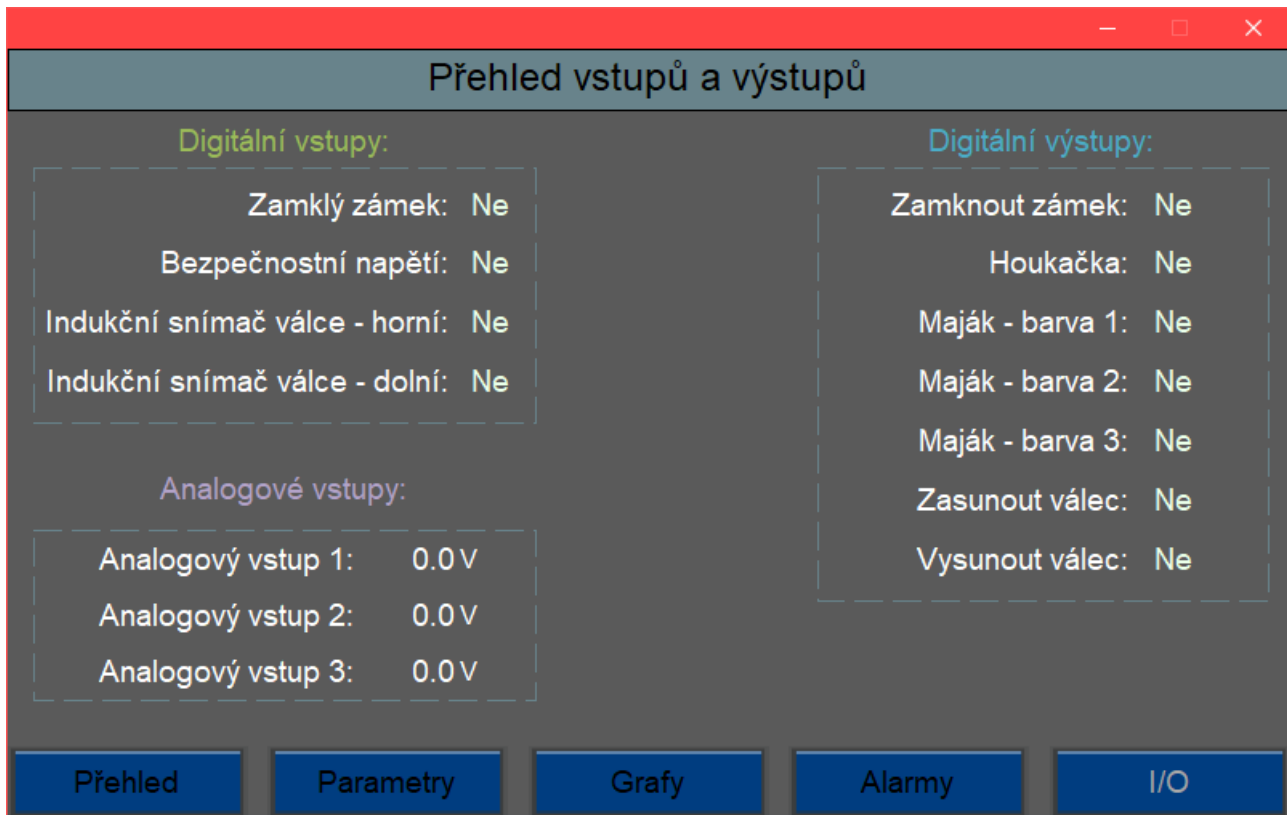 Přehled vstupů a výstupů
Digitální vstupy:
Zamklý zámek: Ne
Bezpečnostní napětí: Ne
Indukční snímač válce - horní: Ne
Indukční snímač válce - dolní: Ne
Analogové vstupy:
Analogový vstup 1: 0.0 V
Analogový vstup 2: 0.0 V
Analogový vstup 3: 0.0 V
Digitální výstupy:
Zamknout zámek: Ne
Houkačka: Ne
Maják - barva 1: Ne
Maják - barva 2: Ne
Maják - barva 3: Ne
Zasunout válec: Ne
Vysunout válec: Ne
Přehled
Parametry
Grafy
Alarmy
I/O